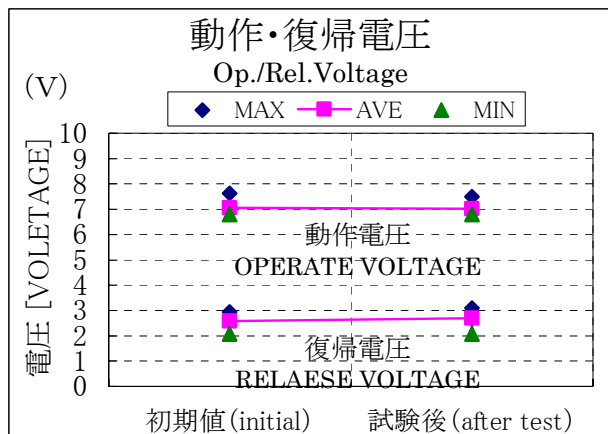 動作・復帰電圧
Op./Rel.Voltage
(V)
MAX AVE MIN
電圧 [VOLETAGE]
10
9
8
7
6
5
4
3
2
1
0
動作電圧
OPERATE VOLTAGE
復帰電圧
RELAESE VOLTAGE
初期値(initial) 試験後(after test)